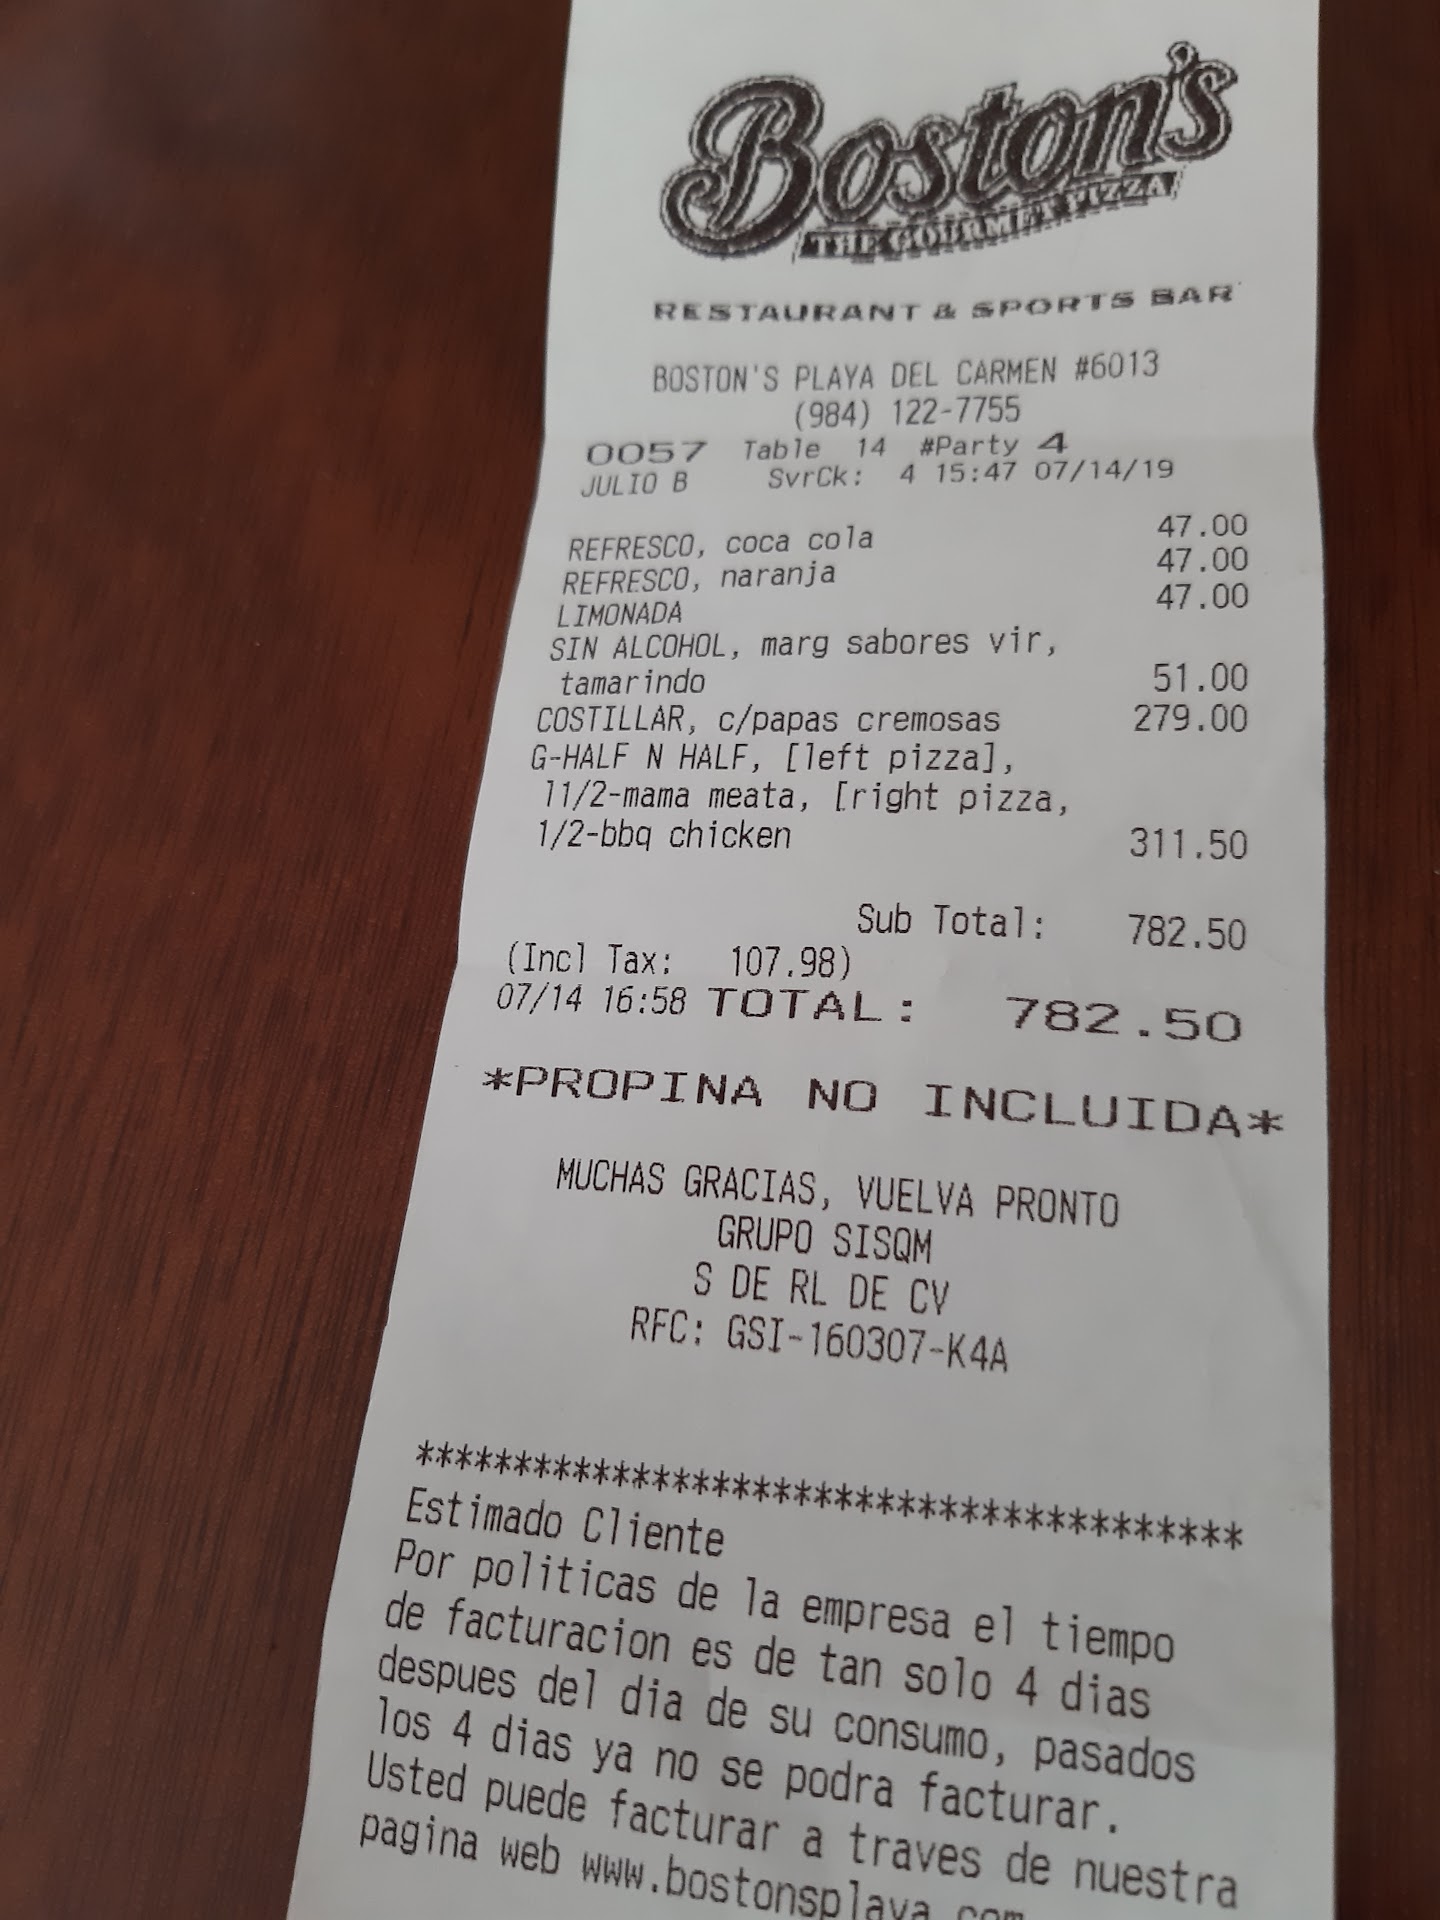 Boston's
THE GOURMET PIZZA
RESTAURANT & SPORTS BAR
BOSTON'S PLAYA DEL CARMEN #6013
(984) 122-7755
0057 Table 14 #Party 4
JULIO B SvrCk: 4 15:47 07/14/19
REFRESCO, coca cola 47.00
REFRESCO, naranja 47.00
LIMONADA 47.00
SIN ALCOHOL, marg sabores vir,
tamarindo 51.00
COSTILLAR, c/papas cremosas 279.00
G-HALF N HALF, [left pizza],
l1/2-mama meata, [right pizza,
1/2-bbq chicken 311.50
Sub Total: 782.50
(Incl Tax: 107.98)
07/14 16:58 TOTAL: 782.50
*PROPINA NO INCLUIDA*
MUCHAS GRACIAS, VUELVA PRONTO
GRUPO SISQM
S DE RL DE CV
RFC: GSI-160307-K4A
******************************************
Estimado Cliente
Por politicas de la empresa el tiempo
de facturacion es de tan solo 4 dias
despues del dia de su consumo, pasados
los 4 dias ya no se podra facturar.
Usted puede facturar a traves de nuestra
pagina web www.bostonsplaya.com